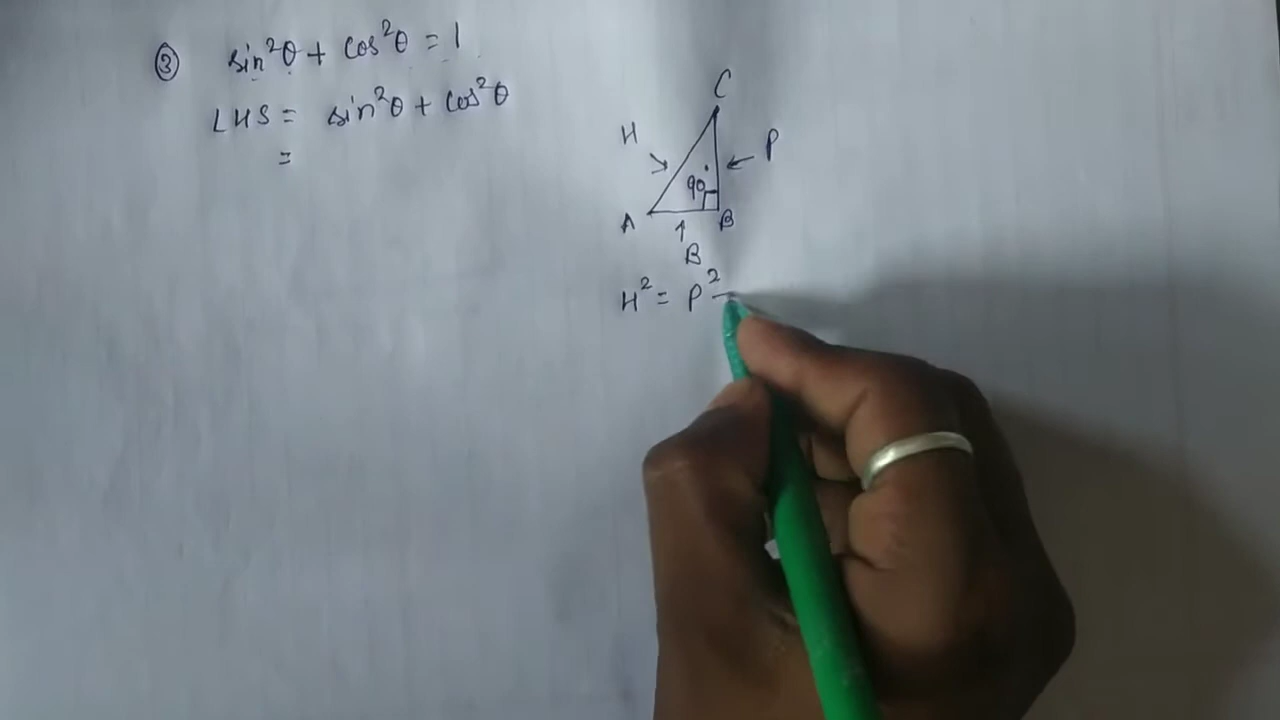 ③ sin²θ + cos²θ = 1
LHS = sin²θ + cos²θ
=
C
H
P
90°
A
B
B
H² = P²